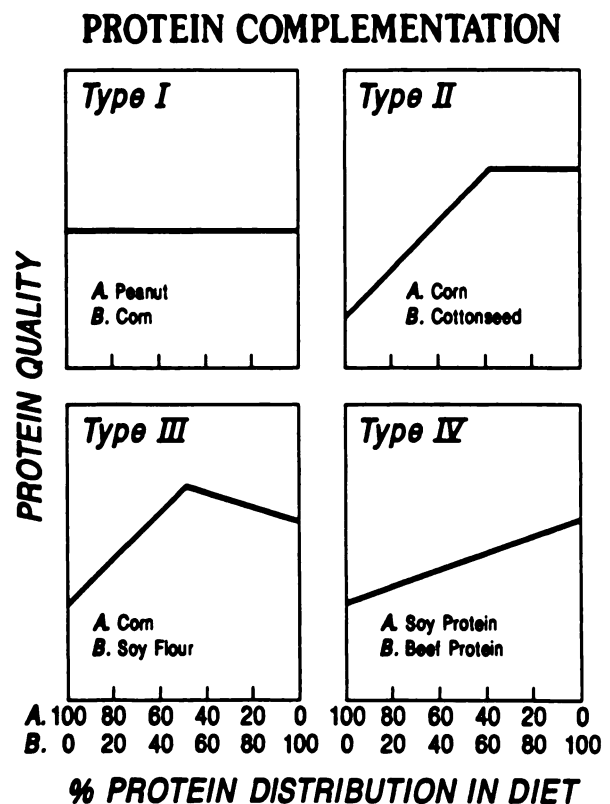 PROTEIN COMPLEMENTATION
Type I
A. Peanut
B. Corn
Type II
A. Corn
B. Cottonseed
PROTEIN QUALITY
Type III
A. Corn
B. Soy Flour
Type IV
A. Soy Protein
B. Beef Protein
A. 100 80 60 40 20 0 100 80 60 40 20 0
B. 0 20 40 60 80 100 0 20 40 60 80 100
% PROTEIN DISTRIBUTION IN DIET